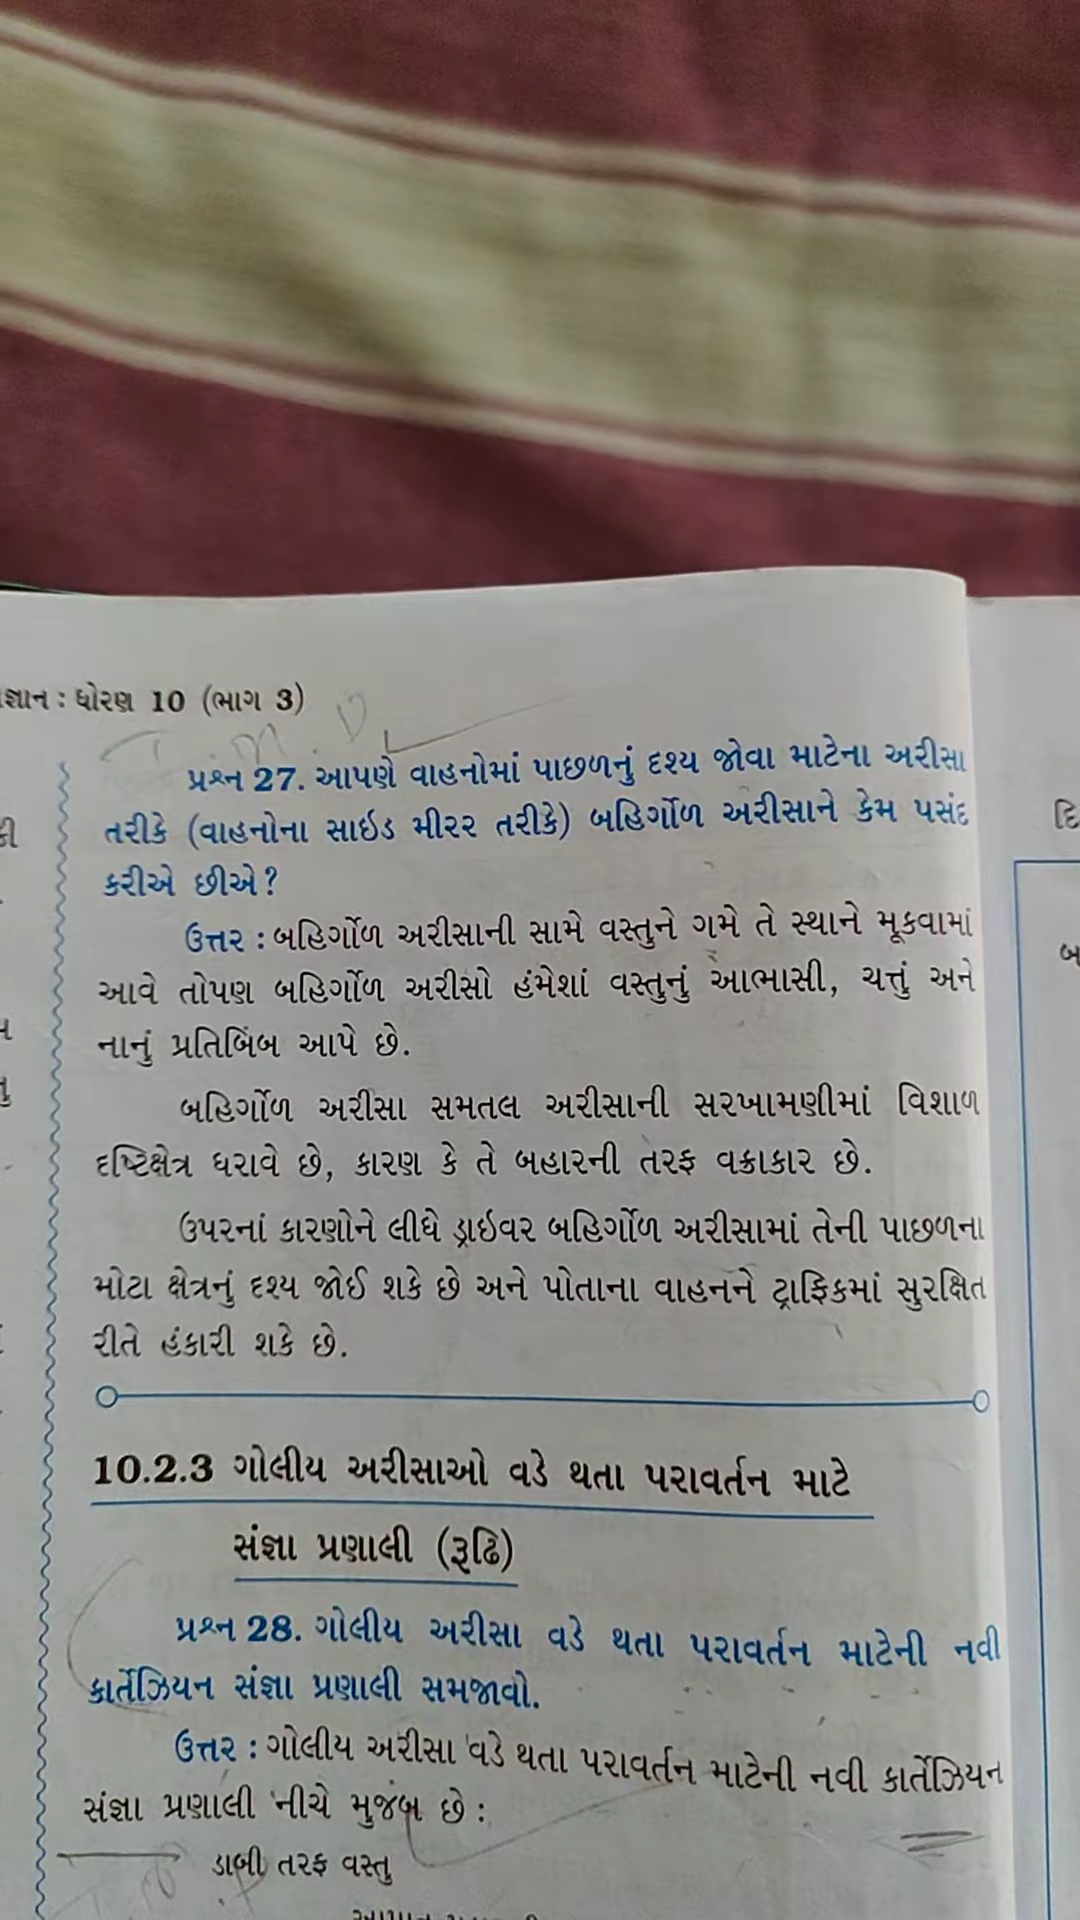 જ્ઞાન : ધોરણ 10 (ભાગ 3)
પ્રશ્ન 27. આપણે વાહનોમાં પાછળનું દૃશ્ય જોવા માટેના અરીસા
તરીકે (વાહનોના સાઇડ મીરર તરીકે) બહિર્ગોળ અરીસાને કેમ પસંદ
કરીએ છીએ?
ઉત્તર : બહિર્ગોળ અરીસાની સામે વસ્તુને ગમે તે સ્થાને મૂકવામાં
આવે તોપણ બહિર્ગોળ અરીસો હંમેશાં વસ્તુનું આભાસી, ચત્તું અને
નાનું પ્રતિબિંબ આપે છે.
બહિર્ગોળ અરીસા સમતલ અરીસાની સરખામણીમાં વિશાળ
દૃષ્ટિક્ષેત્ર ધરાવે છે, કારણ કે તે બહારની તરફ વક્રાકાર છે.
ઉપરનાં કારણોને લીધે ડ્રાઇવર બહિર્ગોળ અરીસામાં તેની પાછળના
મોટા ક્ષેત્રનું દૃશ્ય જોઈ શકે છે અને પોતાના વાહનને ટ્રાફિકમાં સુરક્ષિત
રીતે હંકારી શકે છે.
10.2.3 ગોલીય અરીસાઓ વડે થતા પરાવર્તન માટે
સંજ્ઞા પ્રણાલી (રૂઢિ)
પ્રશ્ન 28. ગોલીય અરીસા વડે થતા પરાવર્તન માટેની નવી
કાર્તેઝિયન સંજ્ઞા પ્રણાલી સમજાવો.
ઉત્તર : ગોલીય અરીસા વડે થતા પરાવર્તન માટેની નવી કાર્તેઝિયન
સંજ્ઞા પ્રણાલી નીચે મુજબ છે :
ડાબી તરફ વસ્તુ